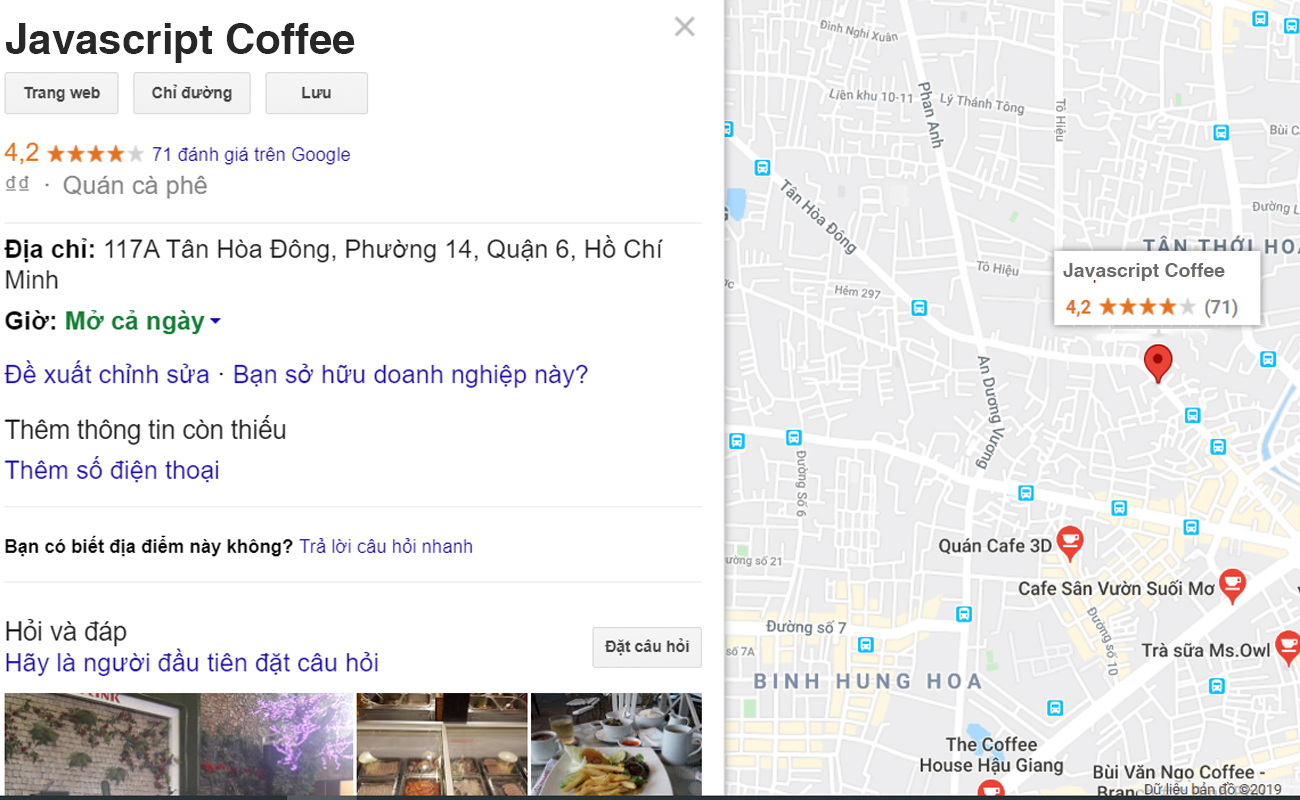 Javascript Coffee
Trang web
Chỉ đường
Lưu
4,2
71 đánh giá trên Google
₫₫ · Quán cà phê
Địa chỉ: 117A Tân Hòa Đông, Phường 14, Quận 6, Hồ Chí
Minh
Giờ: Mở cả ngày
Đề xuất chỉnh sửa · Bạn sở hữu doanh nghiệp này?
Thêm thông tin còn thiếu
Thêm số điện thoại
Bạn có biết địa điểm này không? Trả lời câu hỏi nhanh
Hỏi và đáp
Hãy là người đầu tiên đặt câu hỏi
Đặt câu hỏi
Đình Nghi Xuân
Liên khu 10-11
Lý Thánh Tông
Phan Anh
Tô Hiệu
Bùi C
Tân Hòa Đông
Đường L
TÂN THỚI HOA
Tô Hiệu
Hẻm 297
Javascript Coffee
4,2
(71)
An Dương Vương
Đường Số 6
Quán Cafe 3D
ường số 21
Cafe Sân Vườn Suối Mơ
Đường số 7
Đường số 10
số 7A
Trà sữa Ms.Owl
BINH HUNG HOA
The Coffee
House Hậu Giang
Bùi Văn Ngọ Coffee -
Dữ liệu bản đồ ©2019